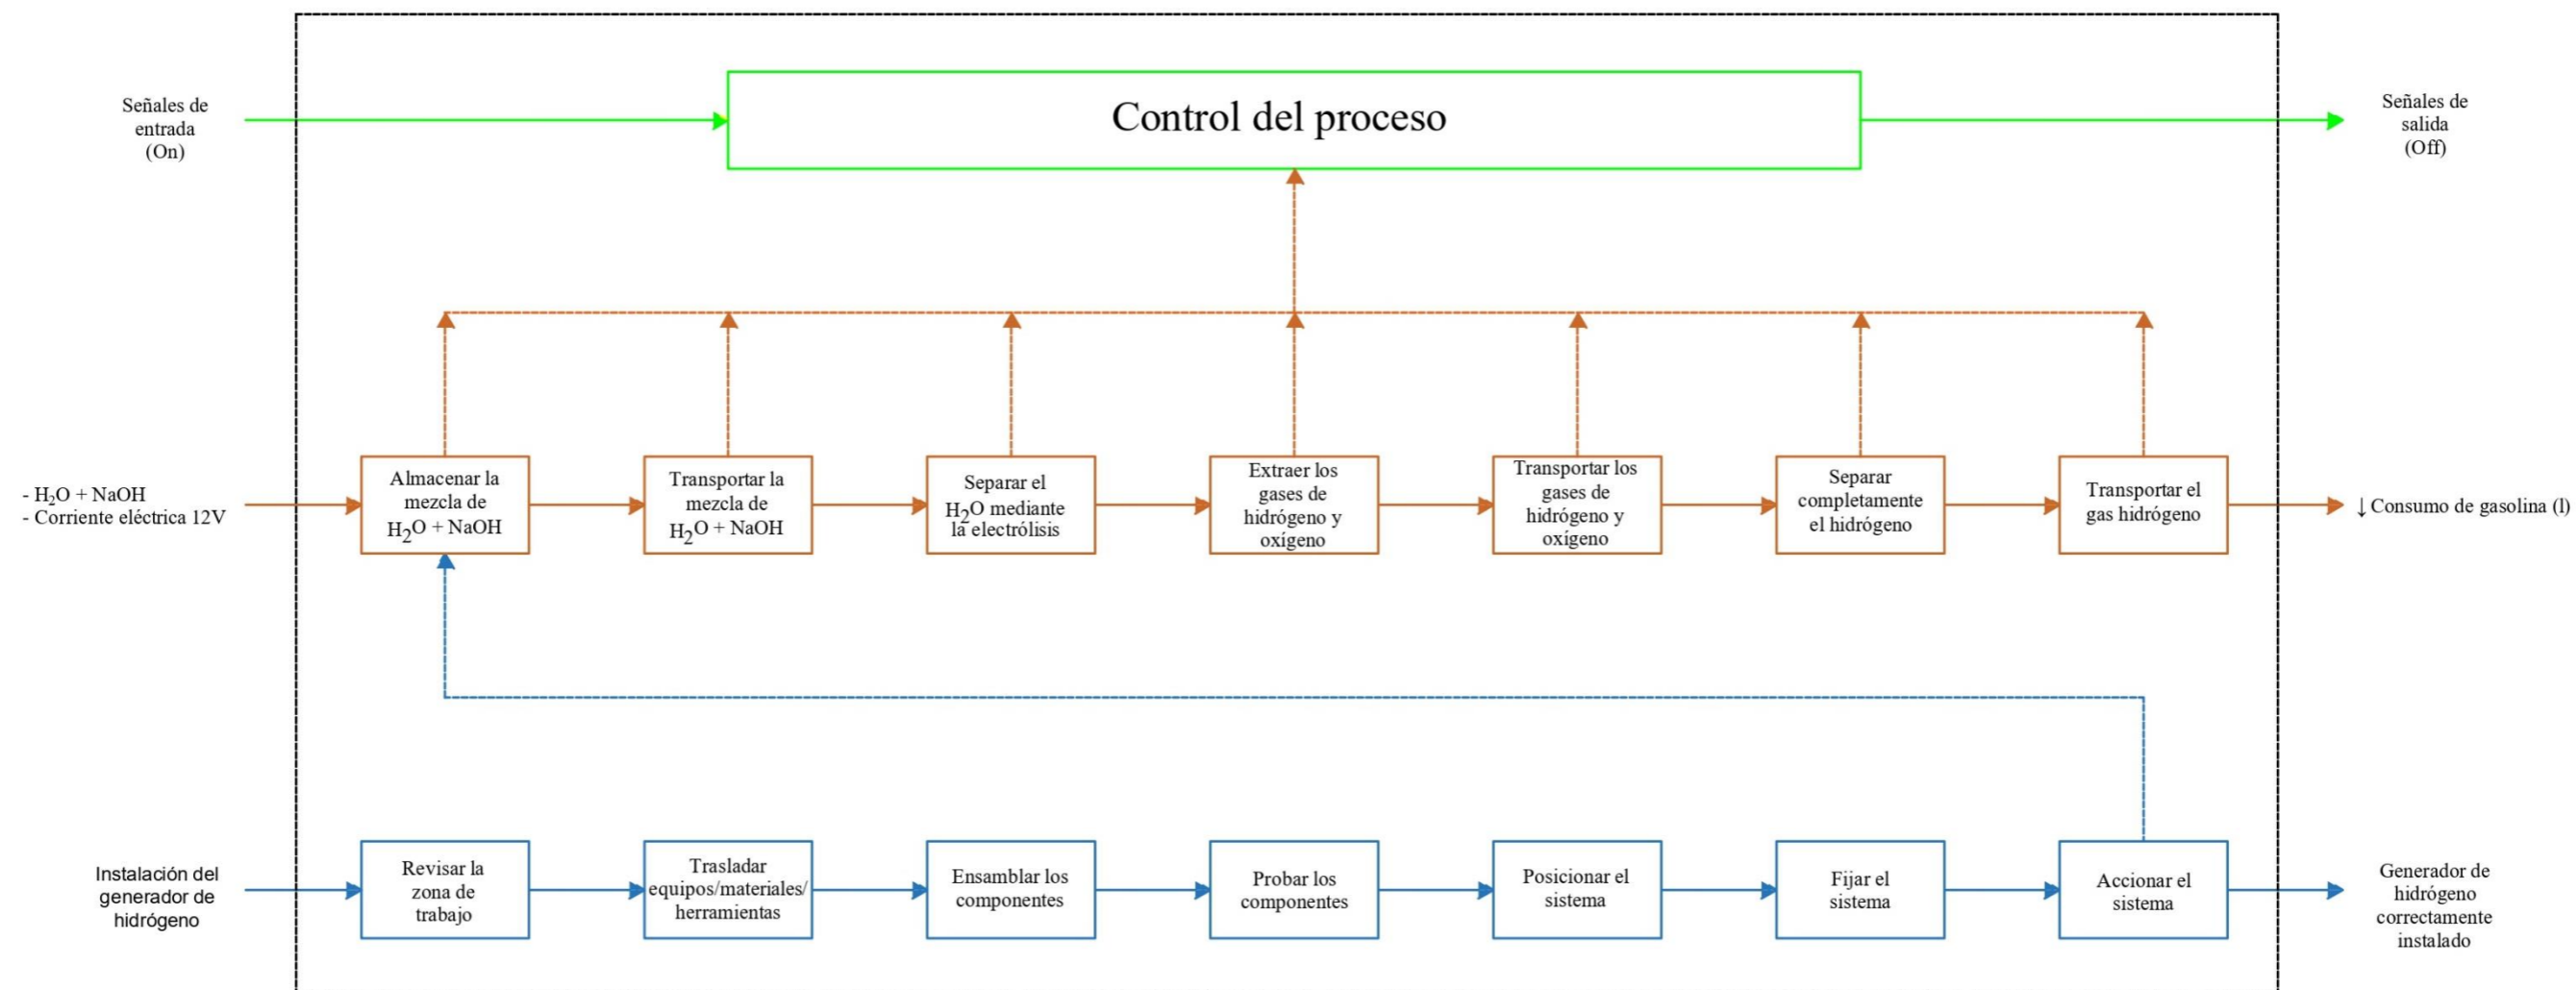 Señales de
entrada
(On)
Control del proceso
Señales de
salida
(Off)
- H₂O + NaOH
- Corriente eléctrica 12V
Almacenar la
mezcla de
H₂O + NaOH
Transportar la
mezcla de
H₂O + NaOH
Separar el
H₂O mediante
la electrólisis
Extraer los
gases de
hidrógeno y
oxígeno
Transportar los
gases de
hidrógeno y
oxígeno
Separar
completamente
el hidrógeno
Transportar el
gas hidrógeno
↓ Consumo de gasolina (l)
Instalación del
generador de
hidrógeno
Revisar la
zona de
trabajo
Trasladar
equipos/materiales/
herramientas
Ensamblar los
componentes
Probar los
componentes
Posicionar el
sistema
Fijar el
sistema
Accionar el
sistema
Generador de
hidrógeno
correctamente
instalado